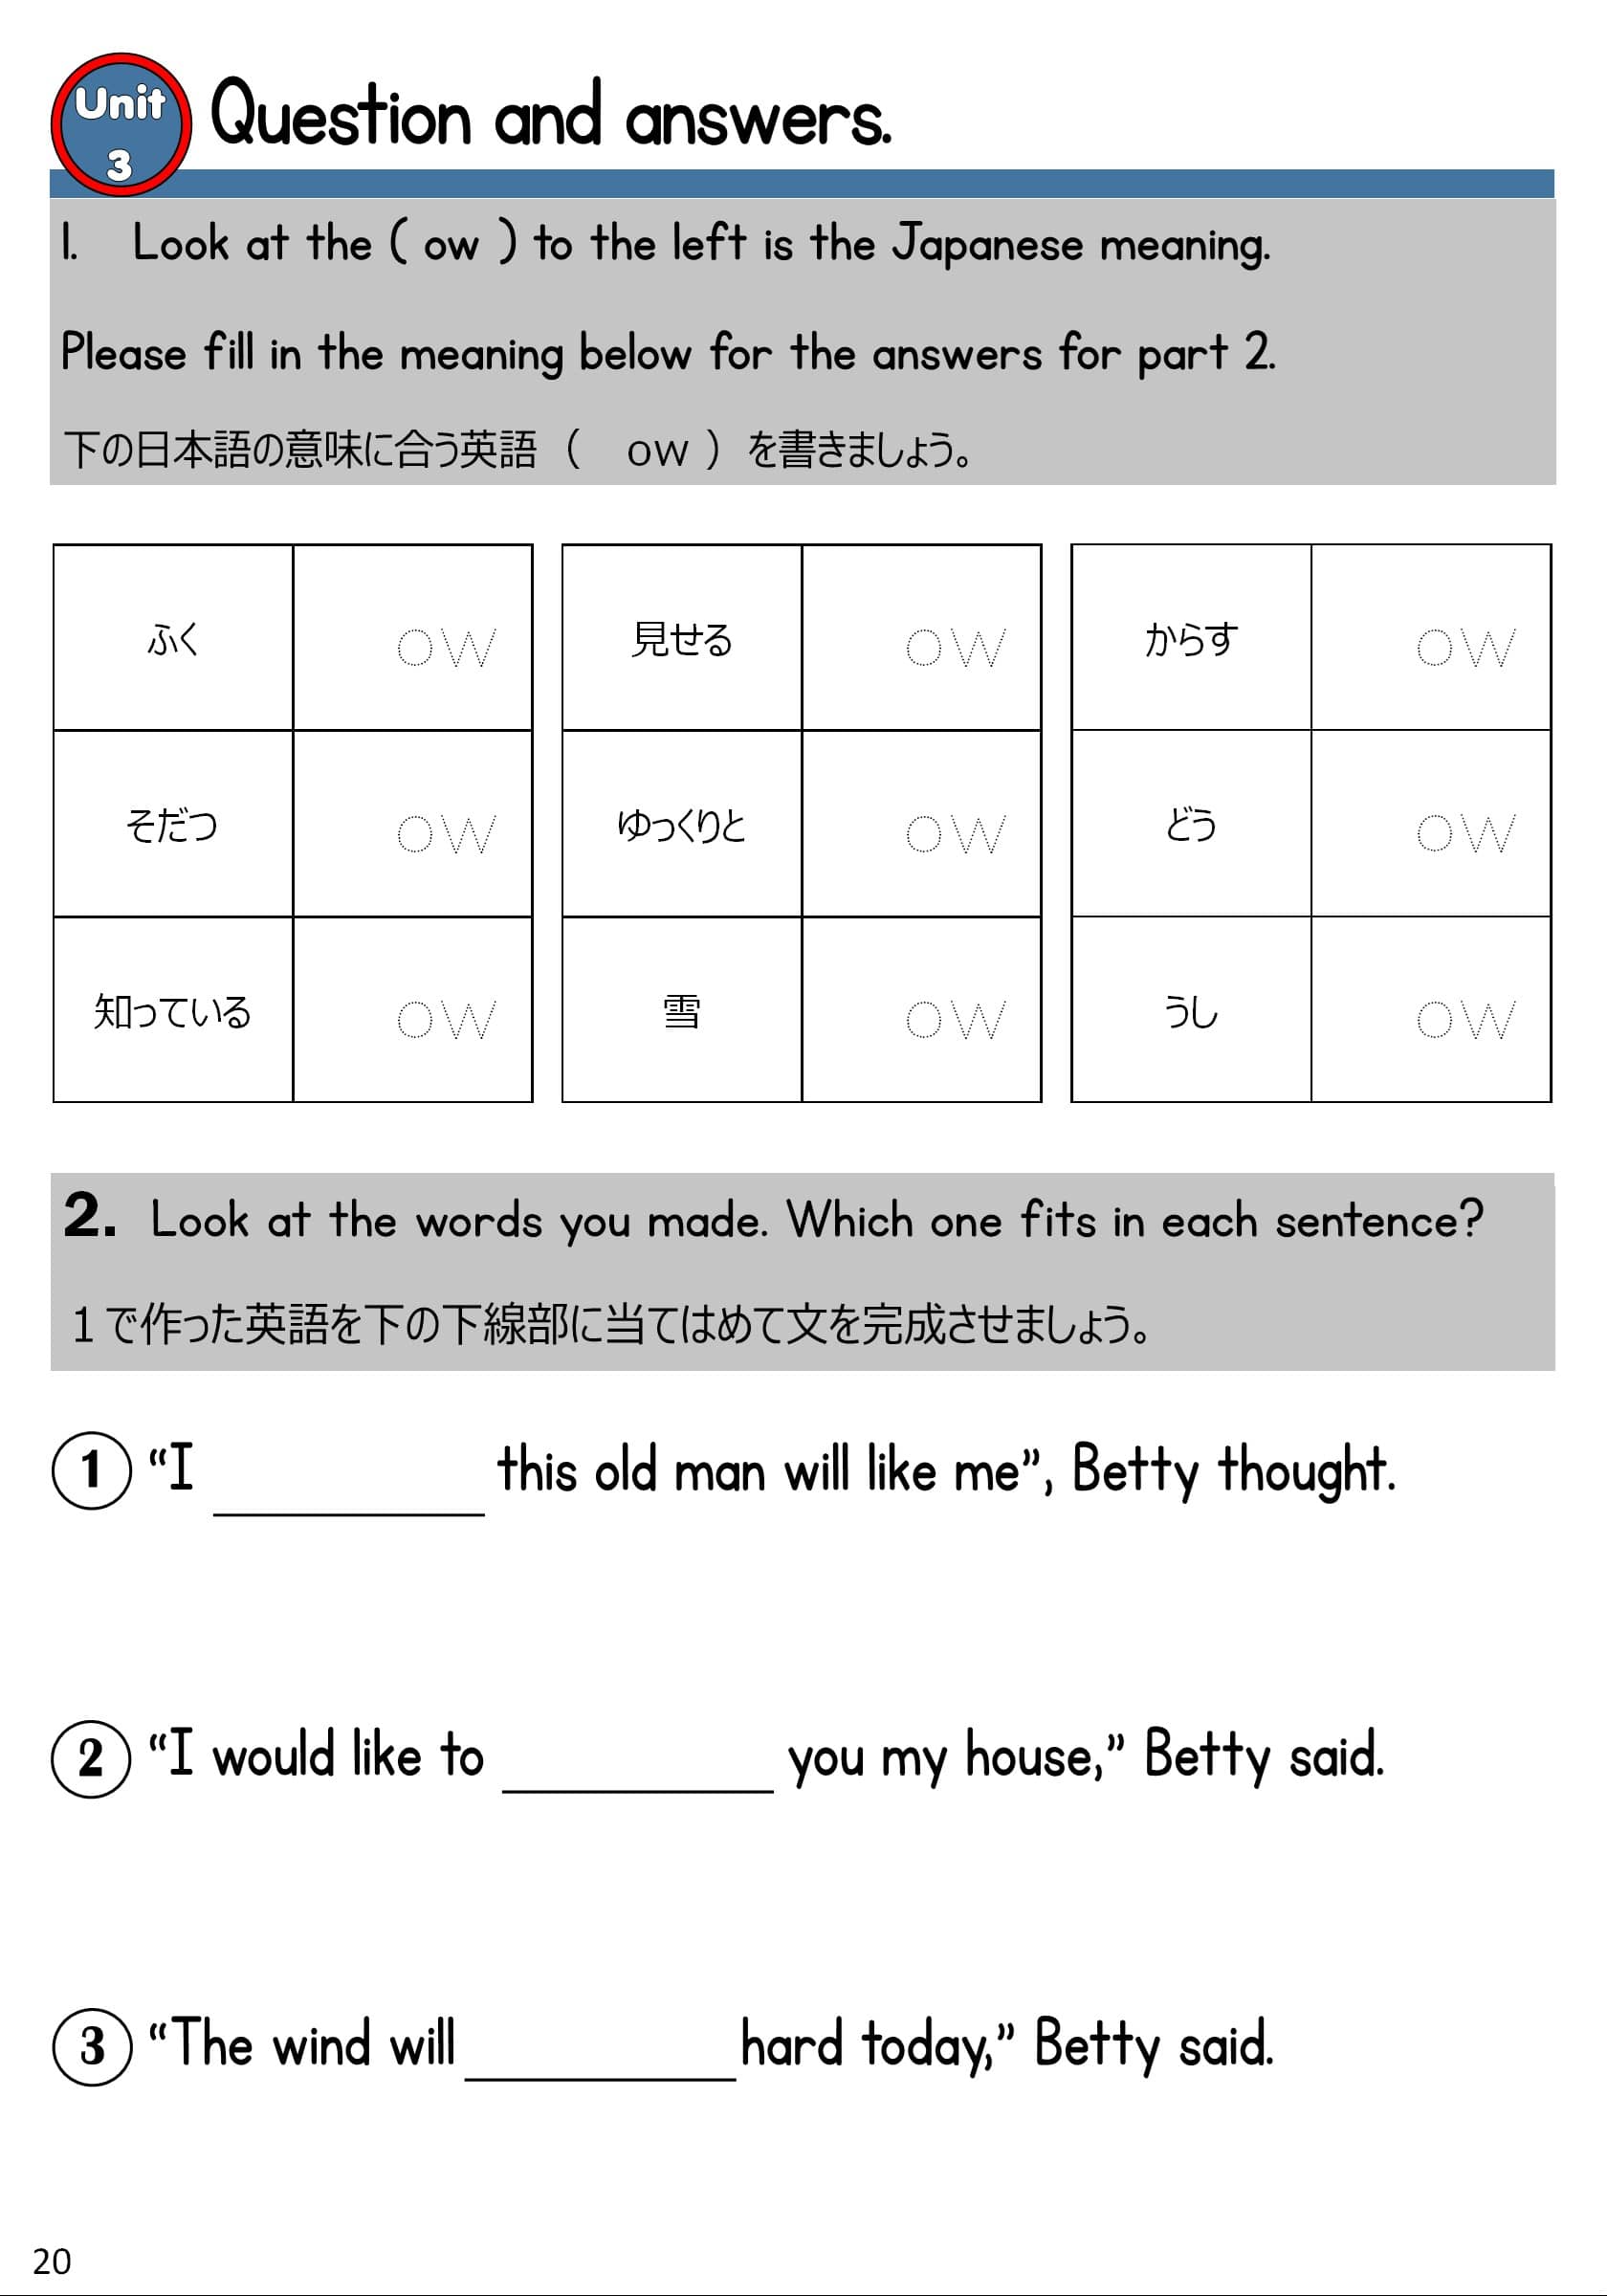 Unit
3
Question and answers.
1. Look at the ( ow ) to the left is the Japanese meaning.
Please fill in the meaning below for the answers for part 2.
下の日本語の意味に合う英語（ ow ）を書きましょう。
ふく ow 見せる ow からす ow
そだつ ow ゆっくりと ow どう ow
知っている ow 雪 ow うし ow
2. Look at the words you made. Which one fits in each sentence?
１で作った英語を下の下線部に当てはめて文を完成させましょう。
① “I __________ this old man will like me”, Betty thought.
② “I would like to __________ you my house,” Betty said.
③ “The wind will__________hard today,” Betty said.
20